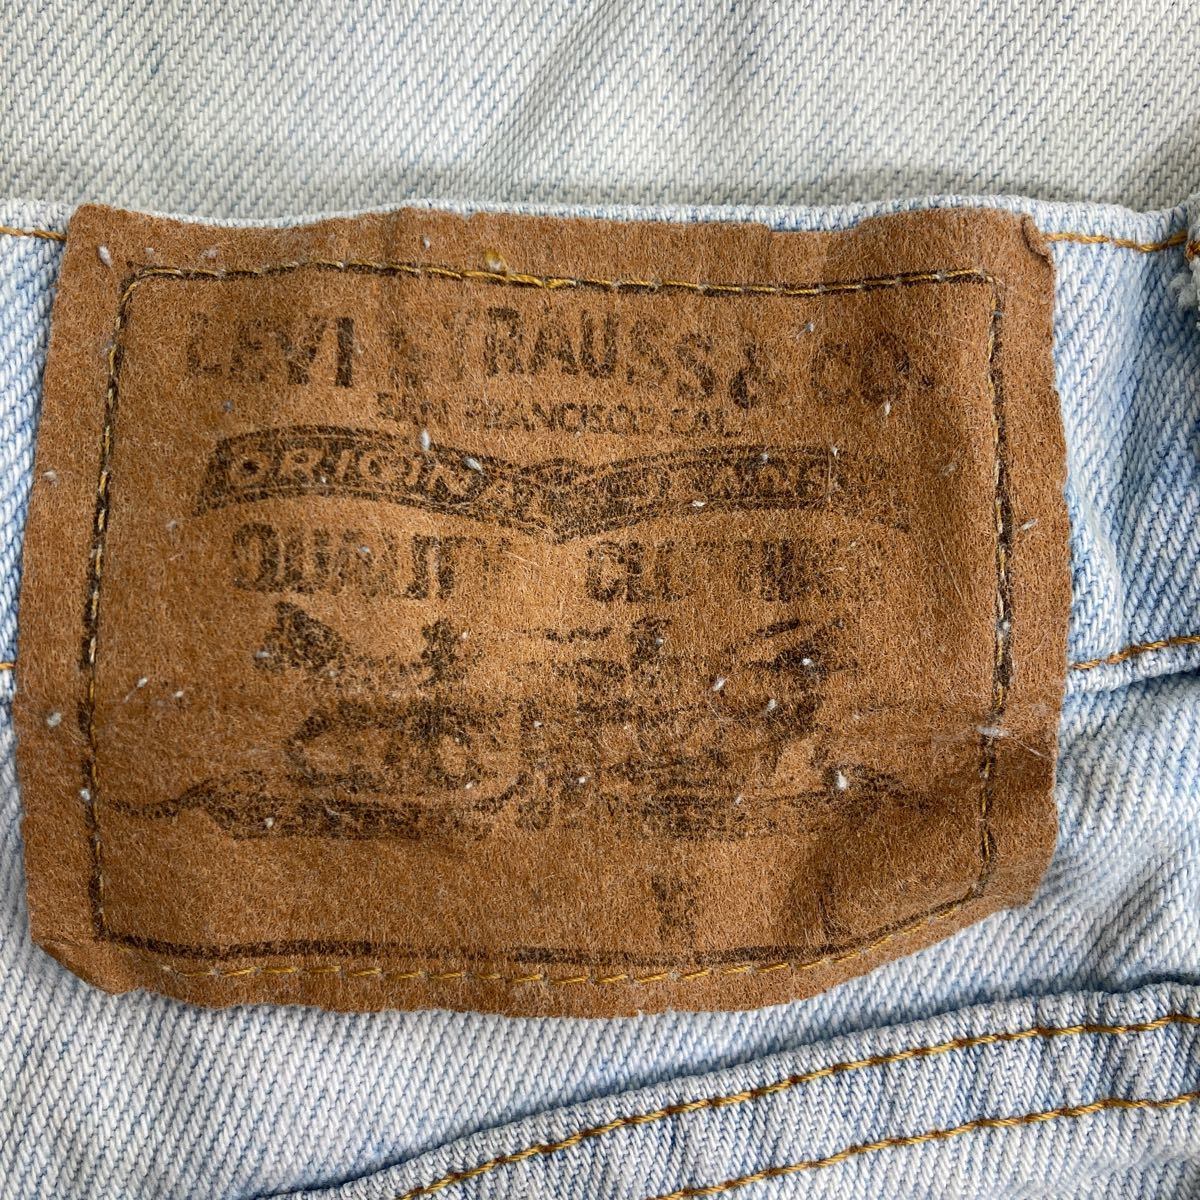 LEVI STRAUSS & CO.
SAN FRANCISCO CAL
ORIGINAL
QUALITY CLOTHING